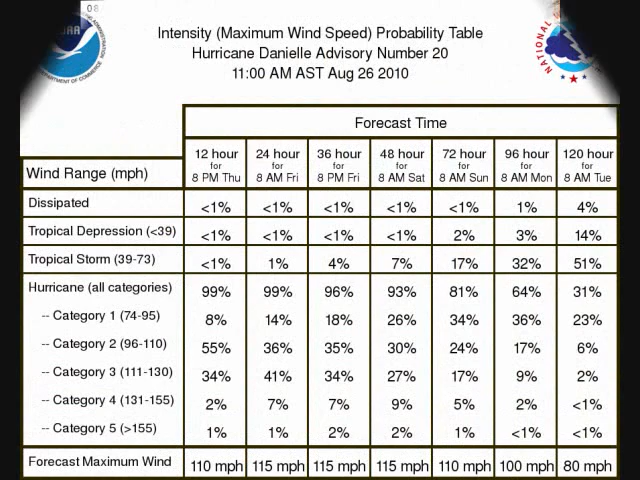 08
NOAA
ADMINISTRATION
DEPARTMENT OF COMMERCE
NATIONAL
Intensity (Maximum Wind Speed) Probability Table
Hurricane Danielle Advisory Number 20
11:00 AM AST Aug 26 2010
Forecast Time
12 hour 24 hour 36 hour 48 hour 72 hour 96 hour 120 hour
for for for for for for for
Wind Range (mph) 8 PM Thu 8 AM Fri 8 PM Fri 8 AM Sat 8 AM Sun 8 AM Mon 8 AM Tue
Dissipated <1% <1% <1% <1% <1% 1% 4%
Tropical Depression (<39) <1% <1% <1% <1% 2% 3% 14%
Tropical Storm (39-73) <1% 1% 4% 7% 17% 32% 51%
Hurricane (all categories) 99% 99% 96% 93% 81% 64% 31%
-- Category 1 (74-95) 8% 14% 18% 26% 34% 36% 23%
-- Category 2 (96-110) 55% 36% 35% 30% 24% 17% 6%
-- Category 3 (111-130) 34% 41% 34% 27% 17% 9% 2%
-- Category 4 (131-155) 2% 7% 7% 9% 5% 2% <1%
-- Category 5 (>155) 1% 1% 2% 2% 1% <1% <1%
Forecast Maximum Wind 110 mph 115 mph 115 mph 115 mph 110 mph 100 mph 80 mph